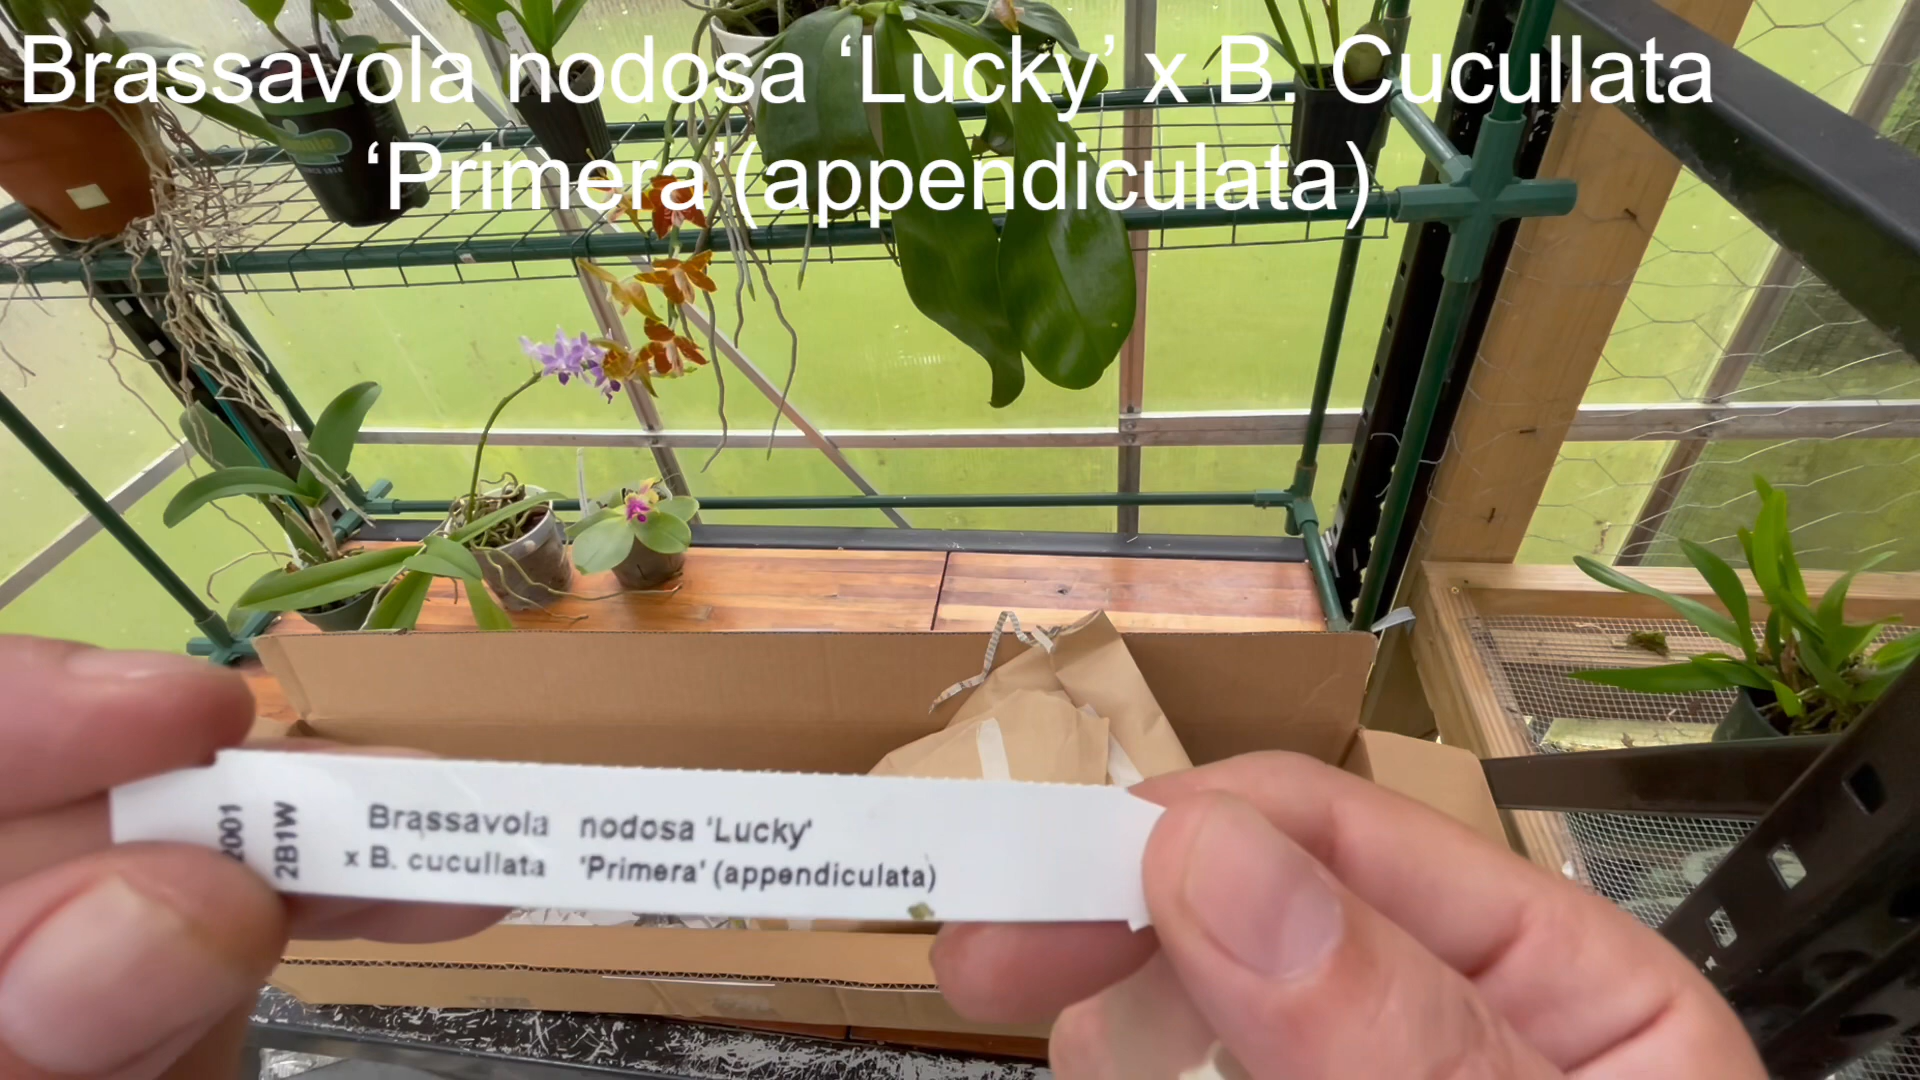 Brassavola nodosa ‘Lucky’ x B. Cucullata
‘Primera’(appendiculata)
2001
2B1W
Brassavola nodosa 'Lucky'
x B. cucullata 'Primera' (appendiculata)